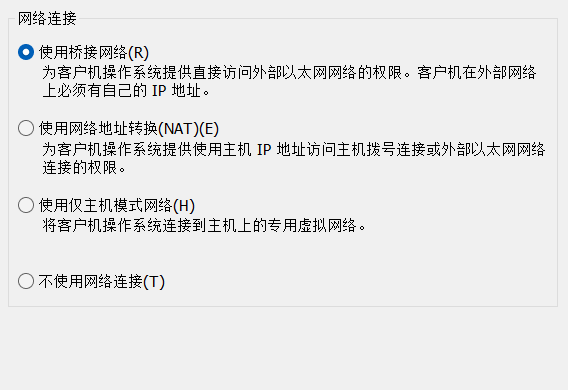 网络连接
使用桥接网络(R)
为客户机操作系统提供直接访问外部以太网网络的权限。客户机在外部网络
上必须有自己的 IP 地址。
使用网络地址转换(NAT)(E)
为客户机操作系统提供使用主机 IP 地址访问主机拨号连接或外部以太网网络
连接的权限。
使用仅主机模式网络(H)
将客户机操作系统连接到主机上的专用虚拟网络。
不使用网络连接(T)